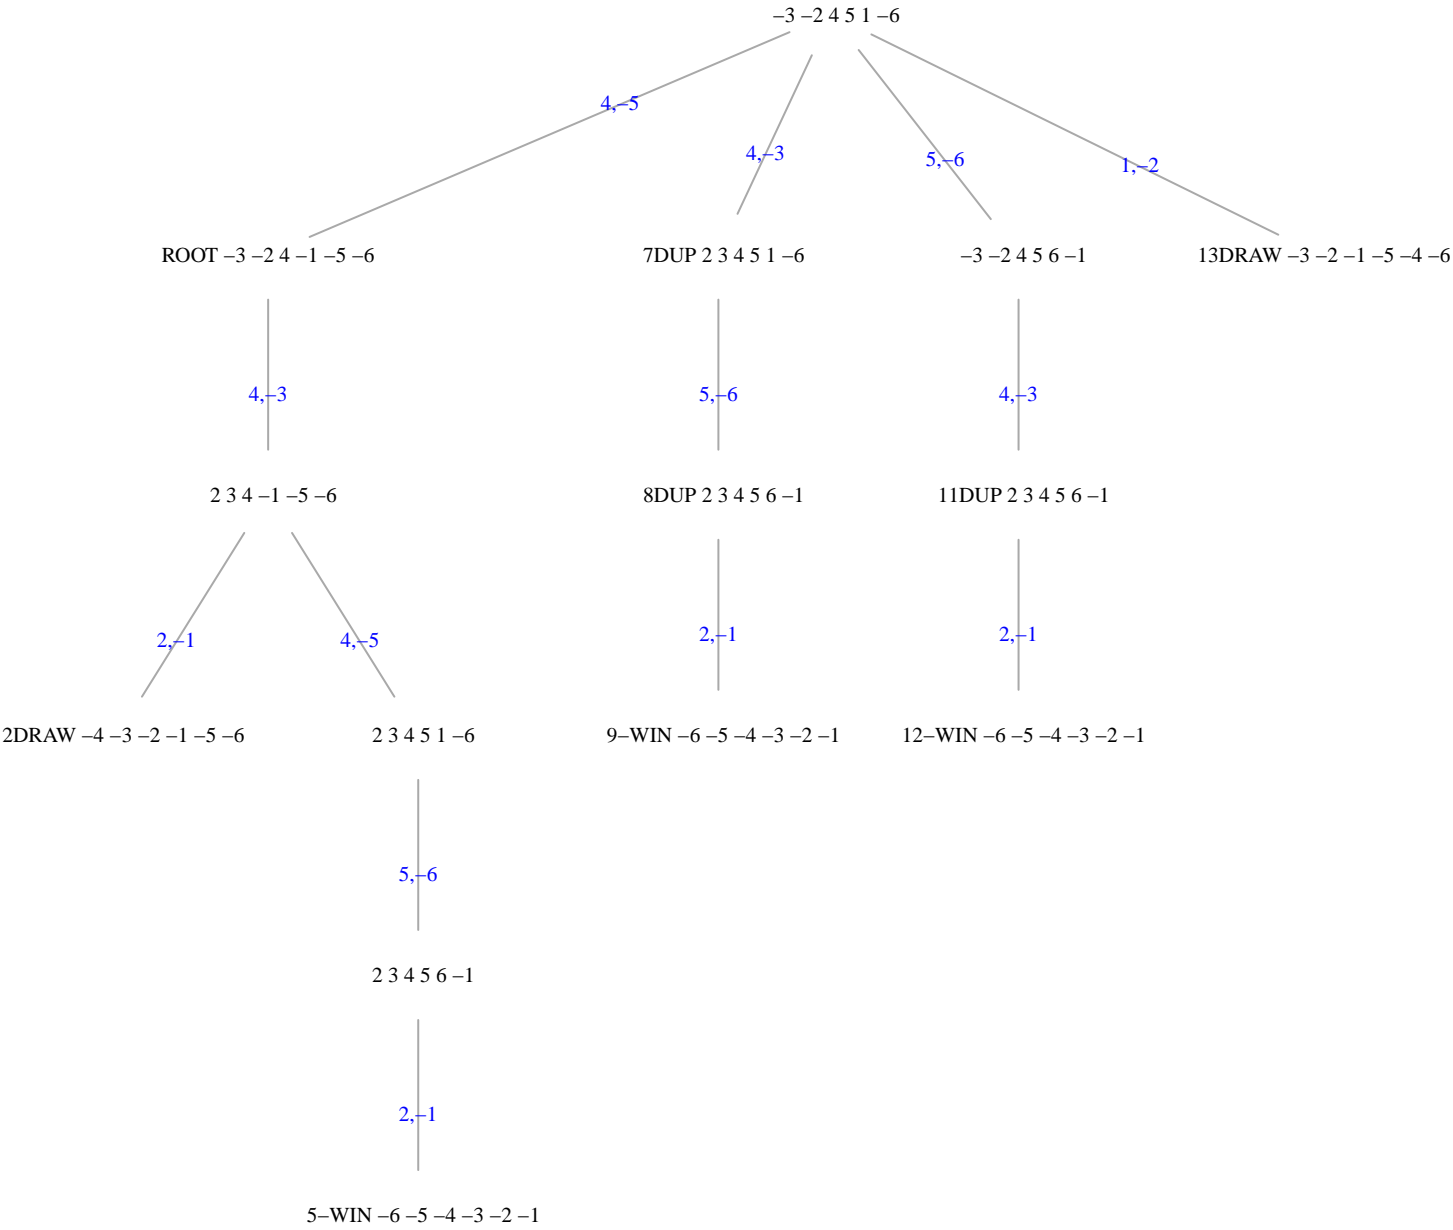 –3 –2 4 5 1 –6
4,–5
4,–3
5,–6
1,–2
ROOT –3 –2 4 –1 –5 –6
7DUP 2 3 4 5 1 –6
–3 –2 4 5 6 –1
13DRAW –3 –2 –1 –5 –4 –6
4,–3
5,–6
4,–3
2 3 4 –1 –5 –6
8DUP 2 3 4 5 6 –1
11DUP 2 3 4 5 6 –1
2,–1
4,–5
2,–1
2,–1
2DRAW –4 –3 –2 –1 –5 –6
2 3 4 5 1 –6
9–WIN –6 –5 –4 –3 –2 –1
12–WIN –6 –5 –4 –3 –2 –1
5,–6
2 3 4 5 6 –1
2,–1
5–WIN –6 –5 –4 –3 –2 –1